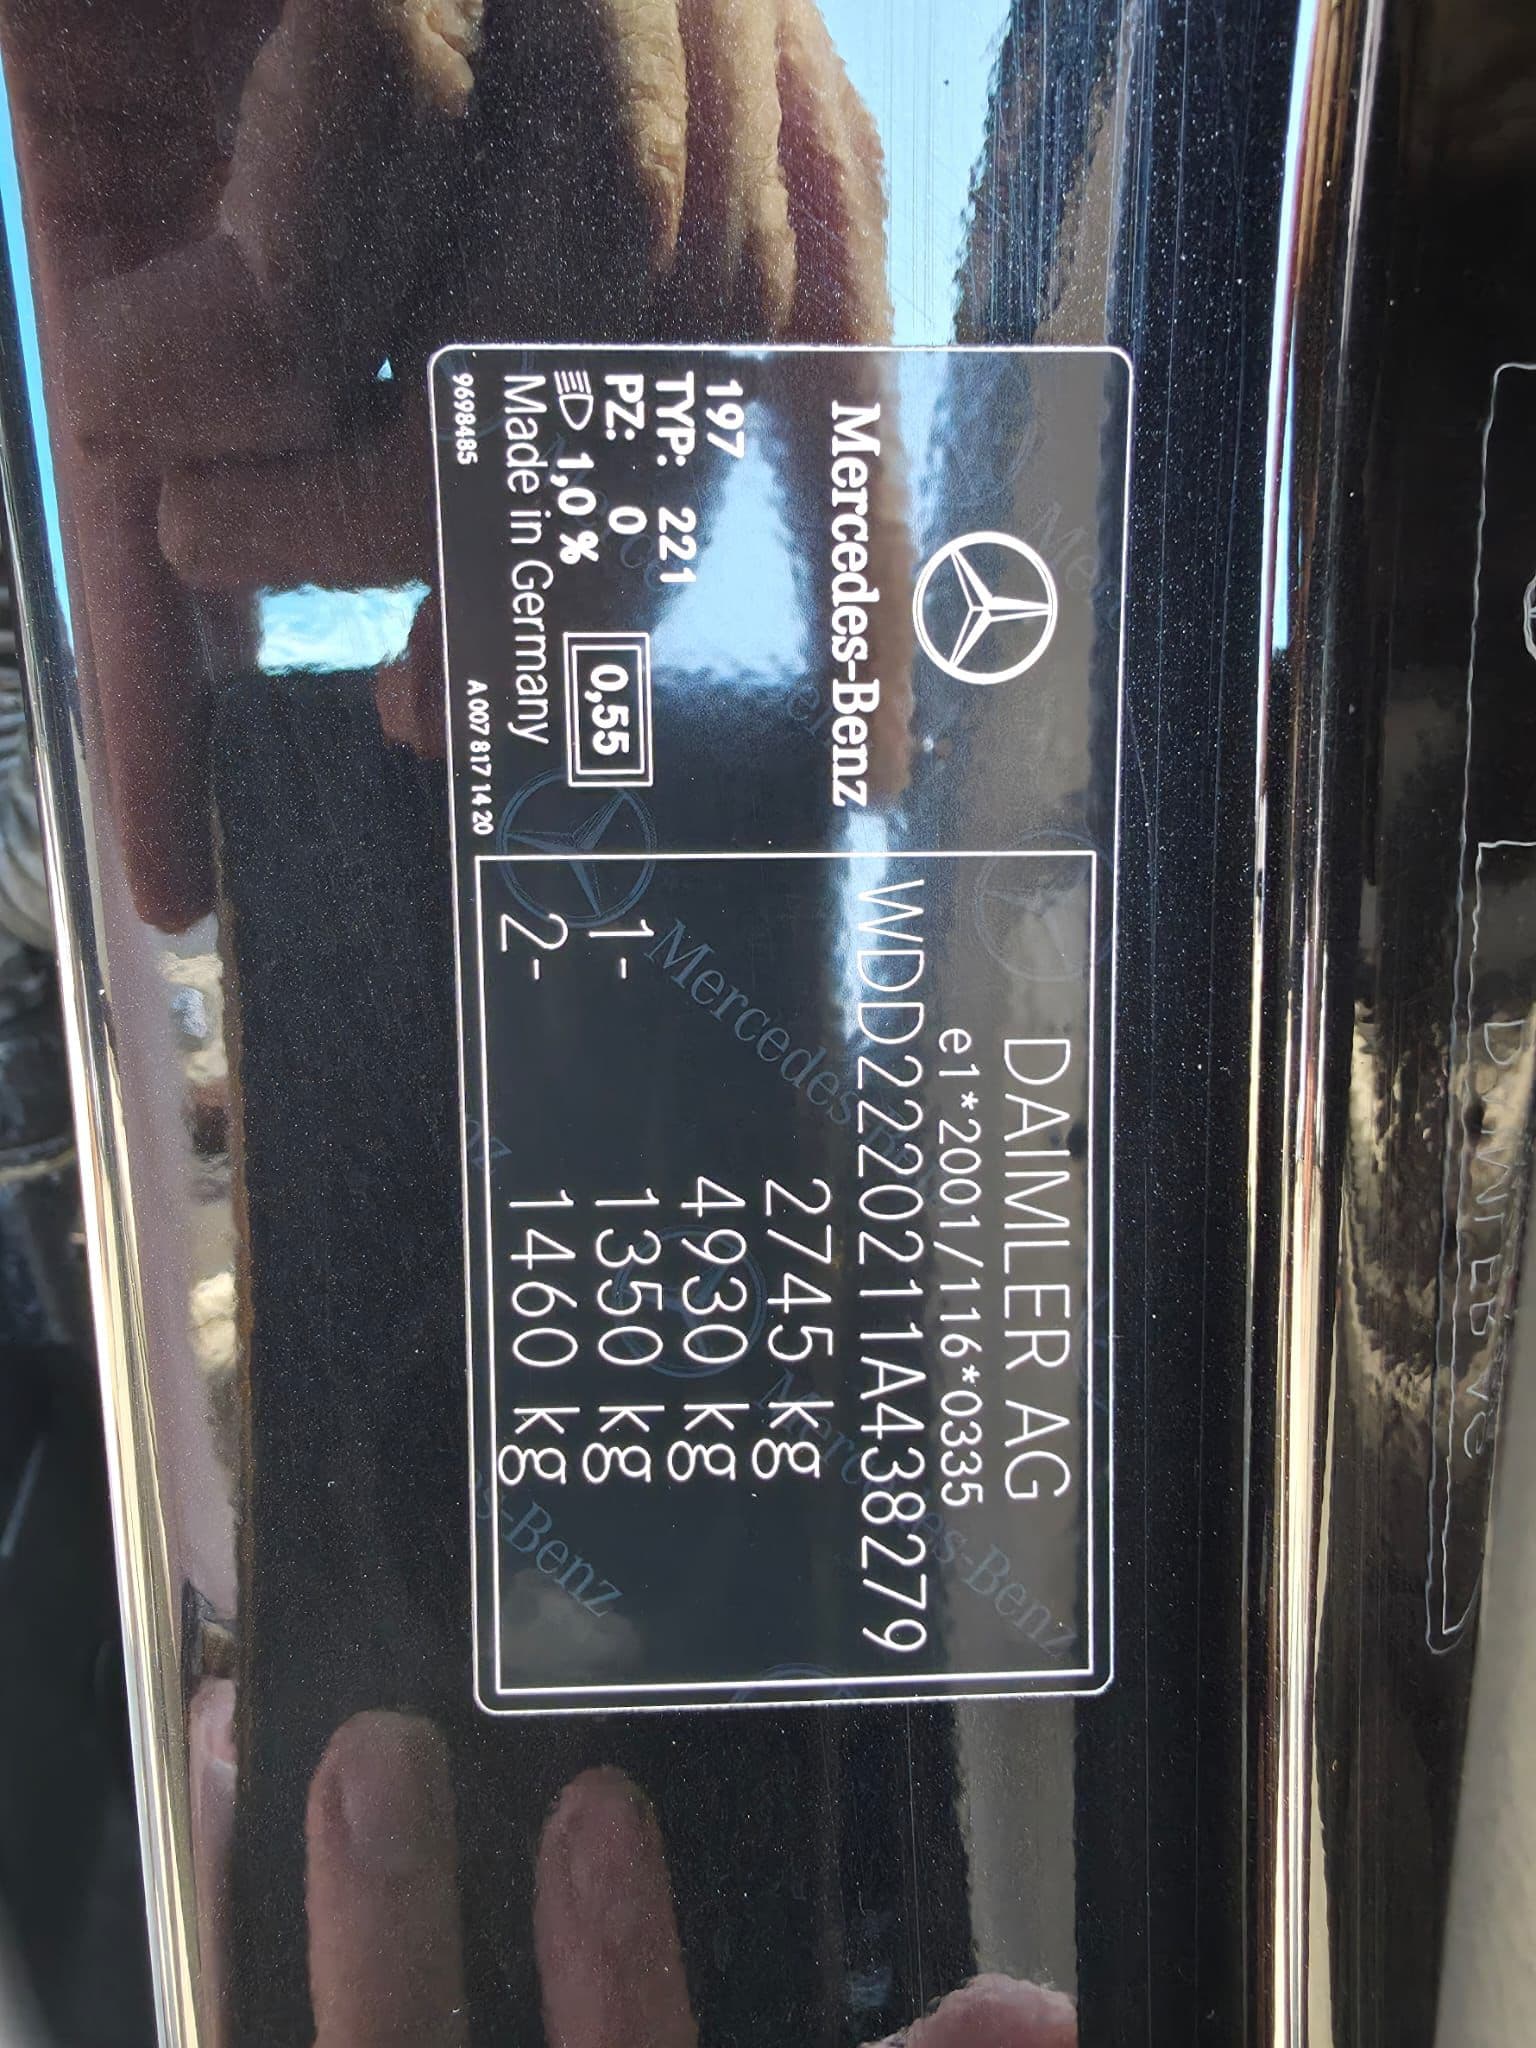 Mercedes-Benz
197
TYP: 221
PZ: 0
1,0 %
0,55
Made in Germany
9698485
A 007 817 14 20
DAIMLER AG
e1*2001/116*0335
WDD2220211A438279
2745 kg
4930 kg
1- 1350 kg
2- 1460 kg